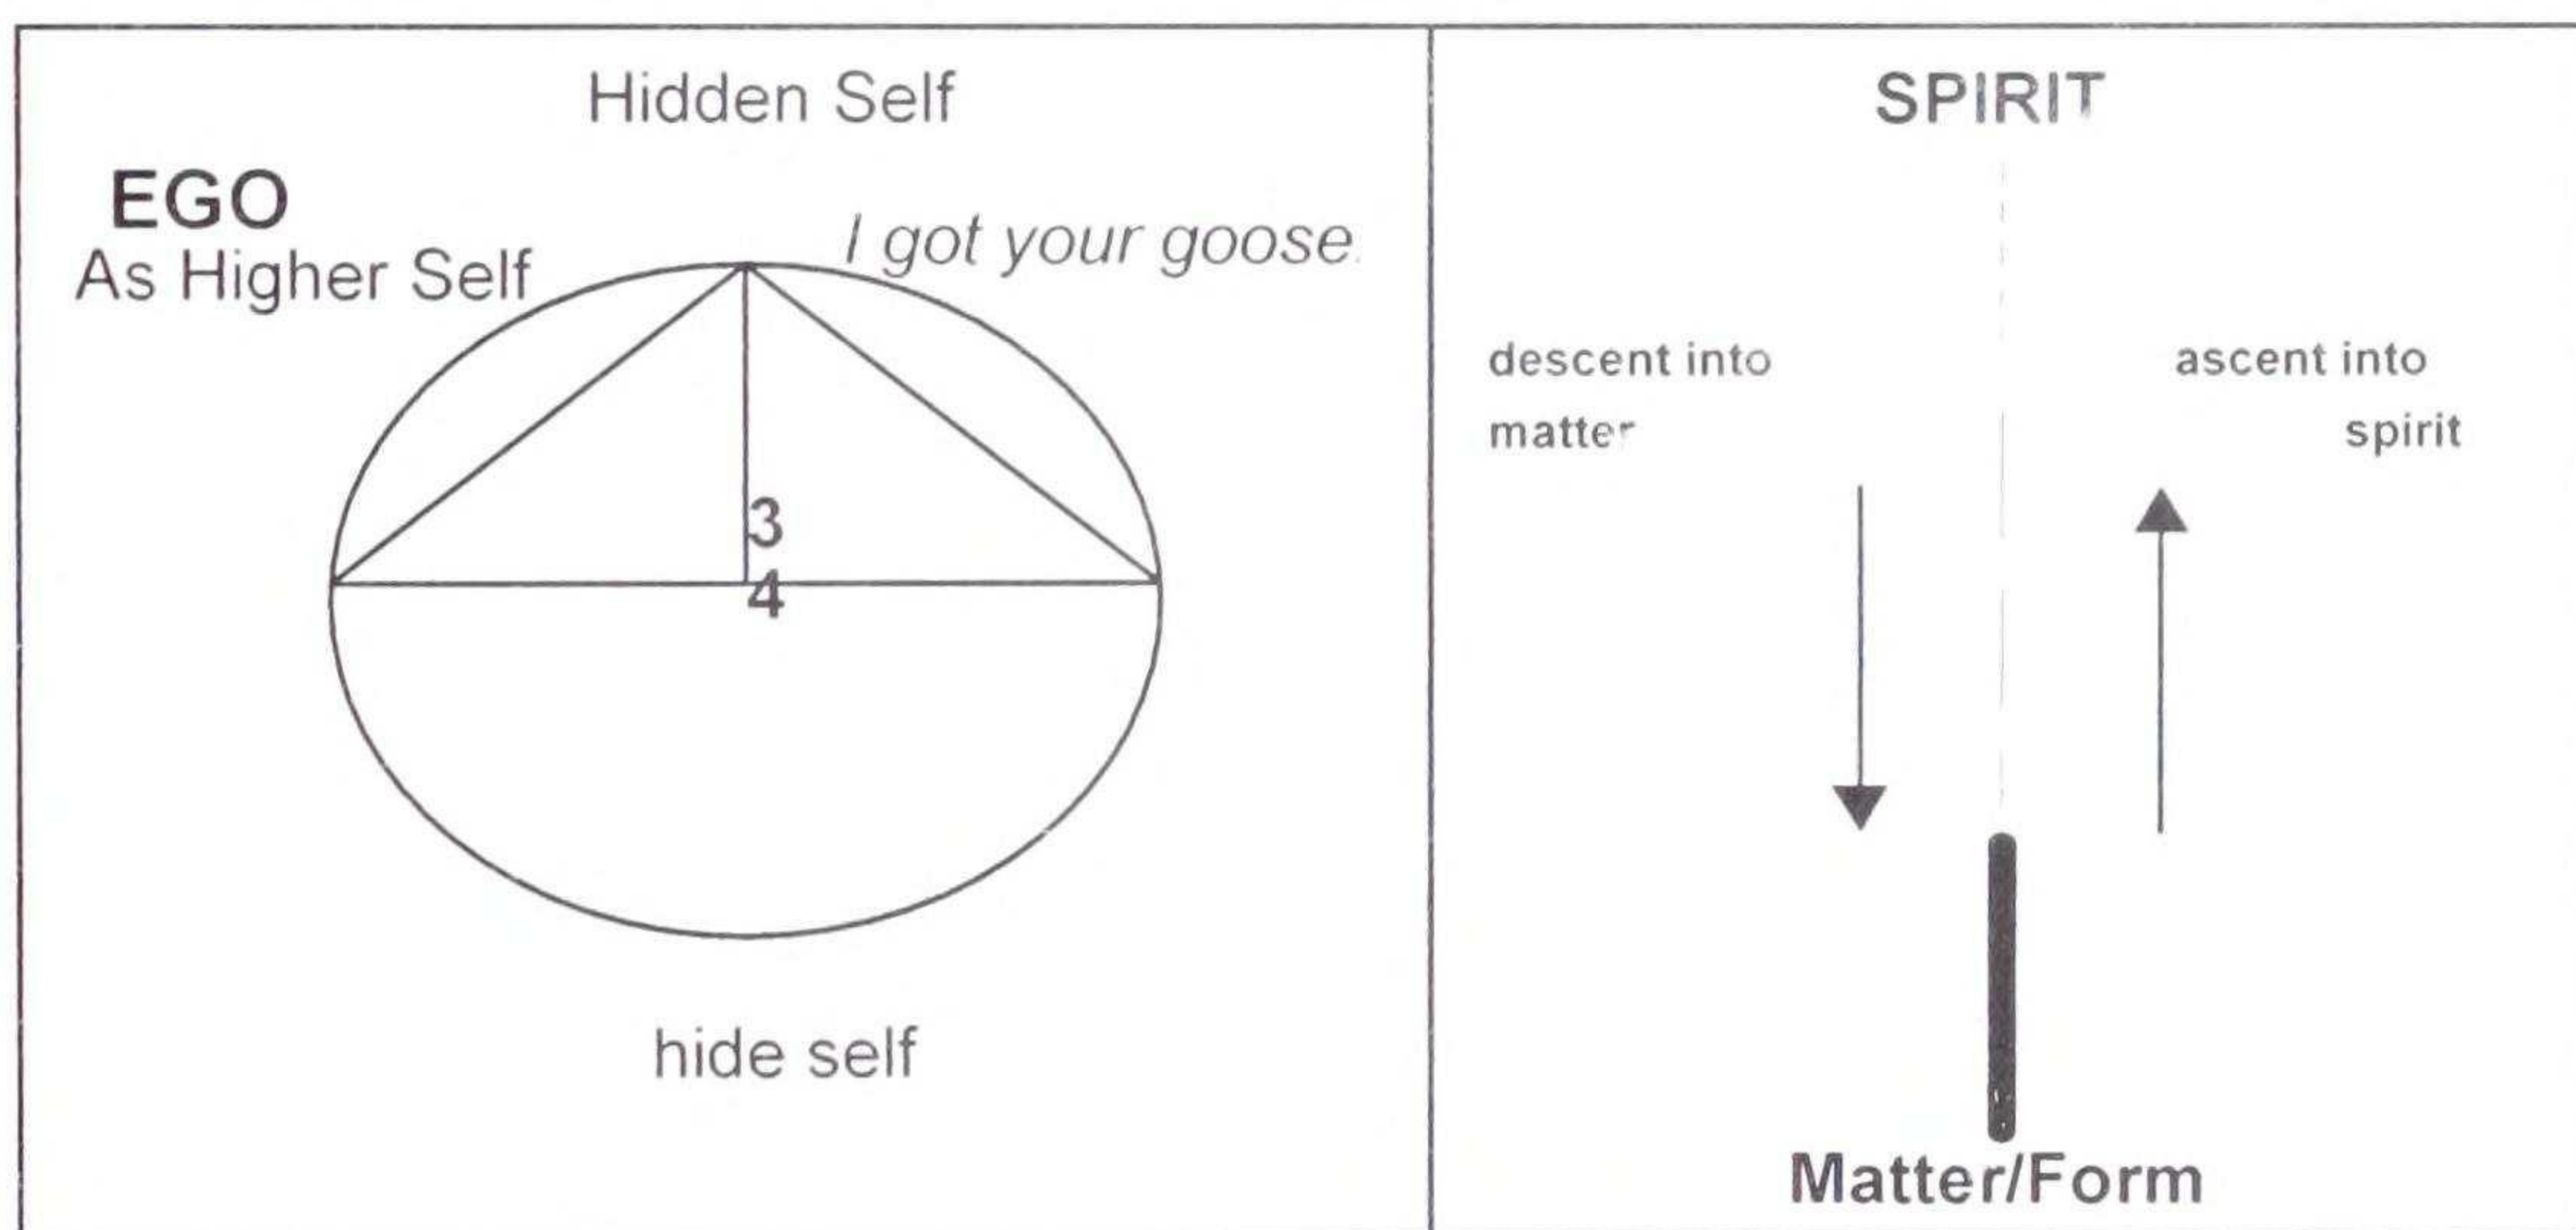 Hidden Self
EGO
As Higher Self
I got your goose.
3
4
hide self
SPIRIT
descent into
matter
ascent into
spirit
Matter/Form